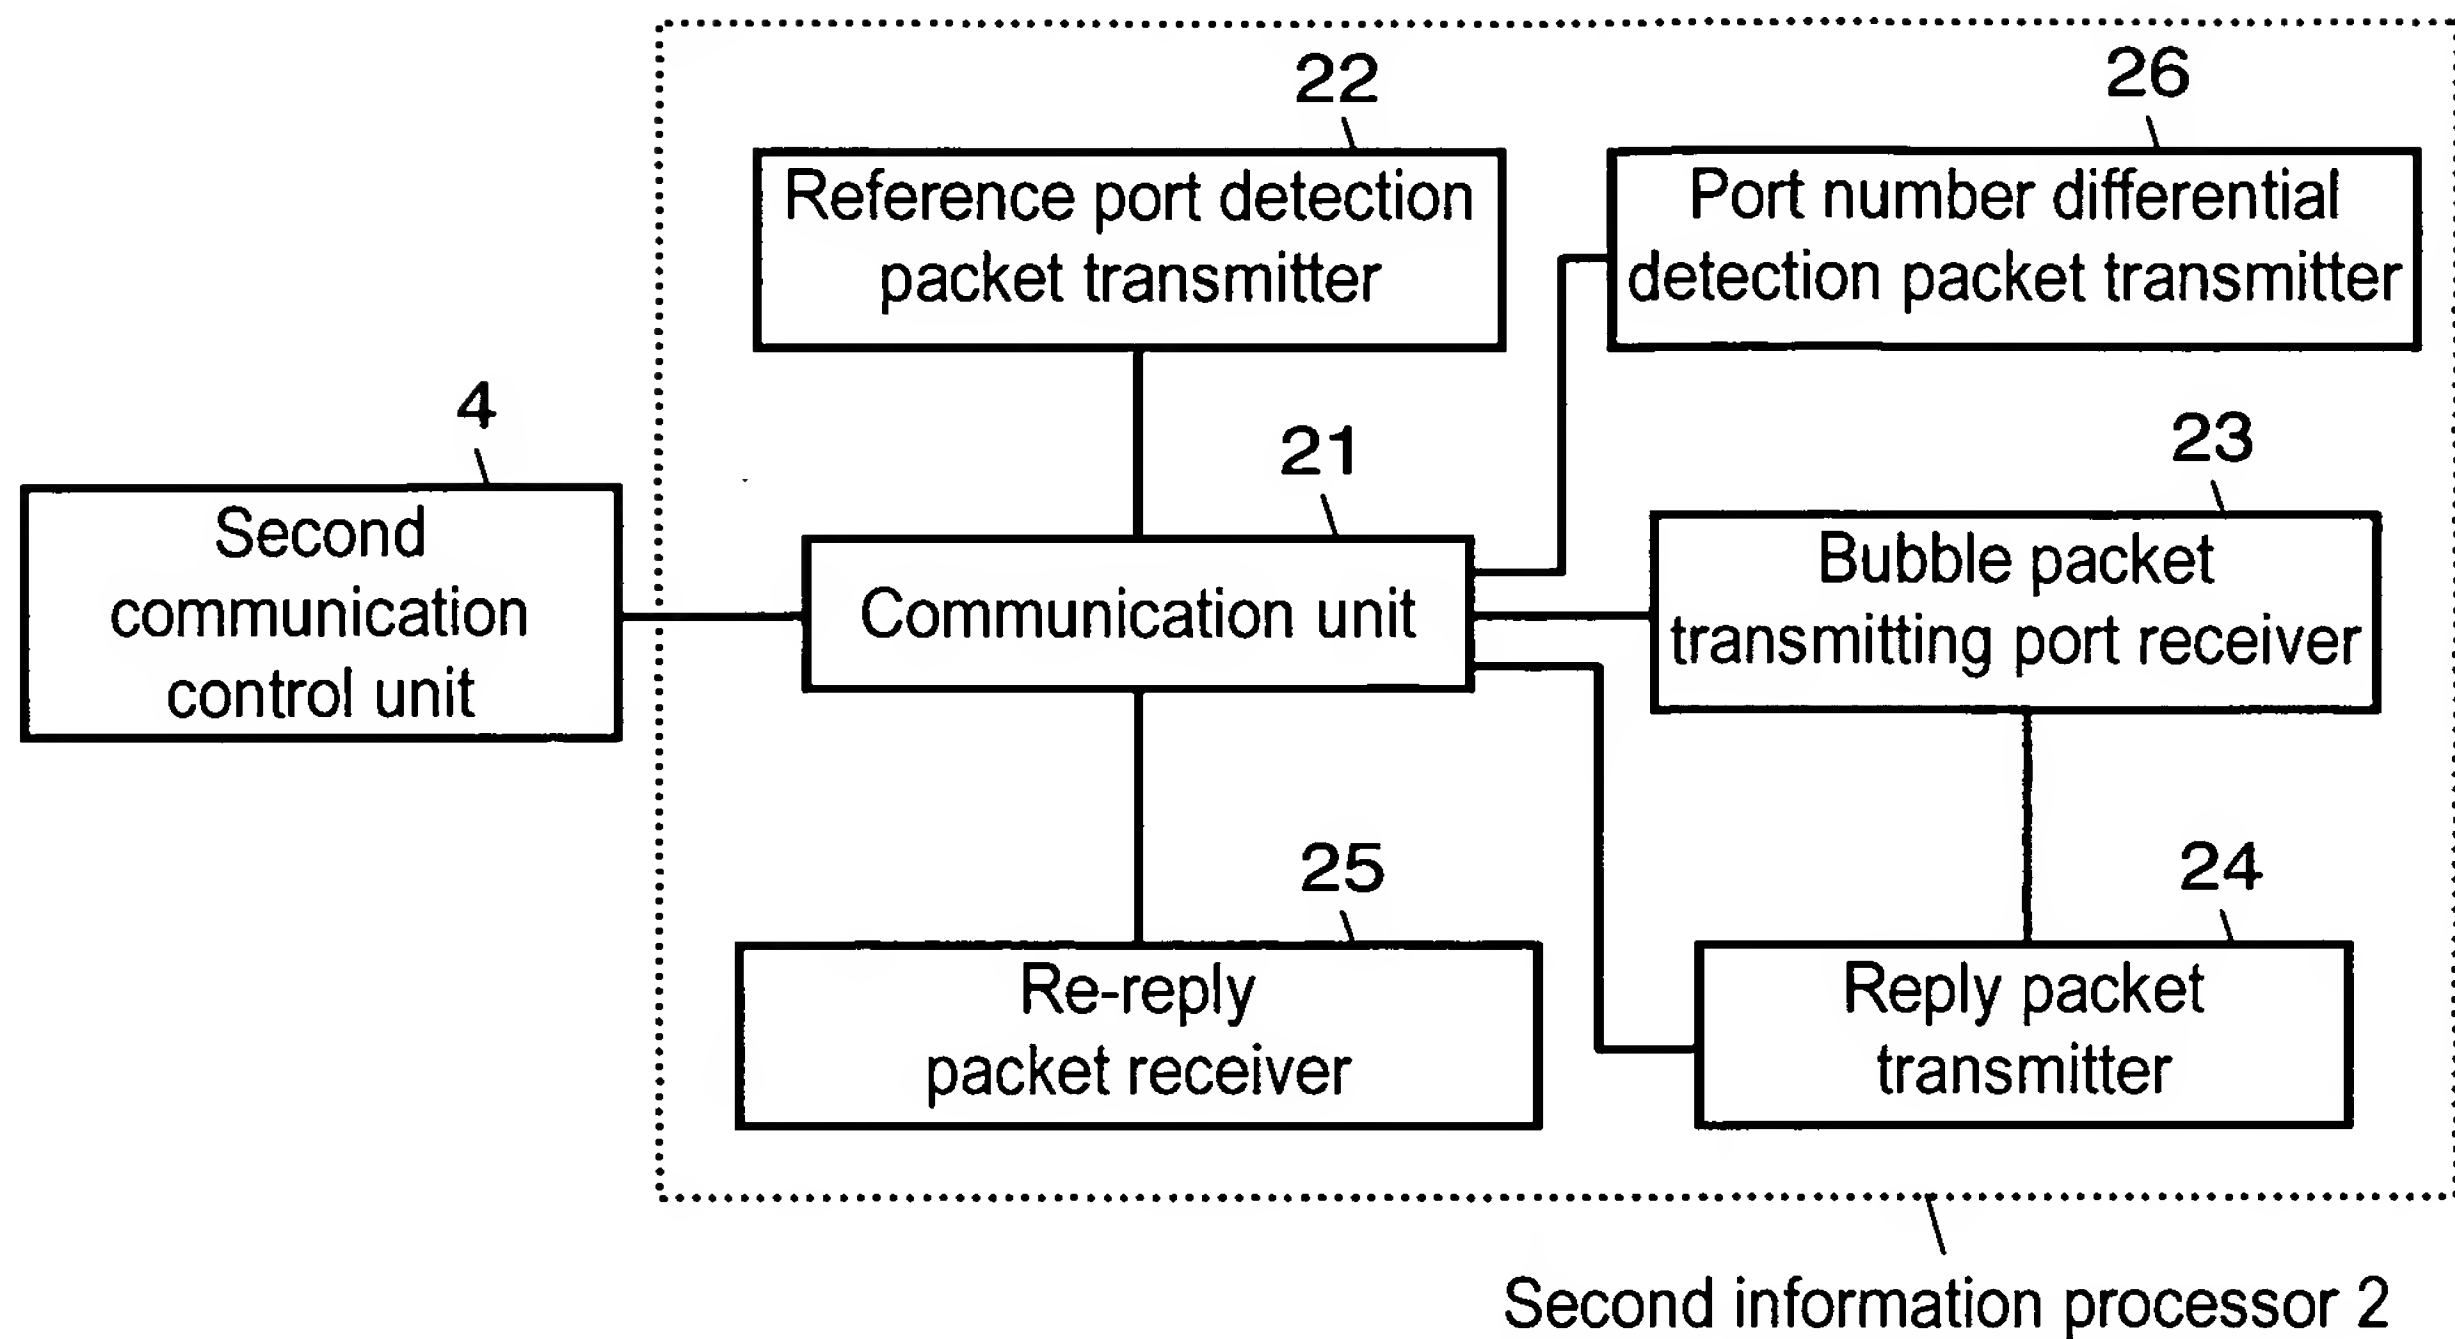 22
Reference port detection
packet transmitter
26
Port number differential
detection packet transmitter
4
Second
communication
control unit
21
Communication unit
23
Bubble packet
transmitting port receiver
25
Re-reply
packet receiver
24
Reply packet
transmitter
Second information processor 2